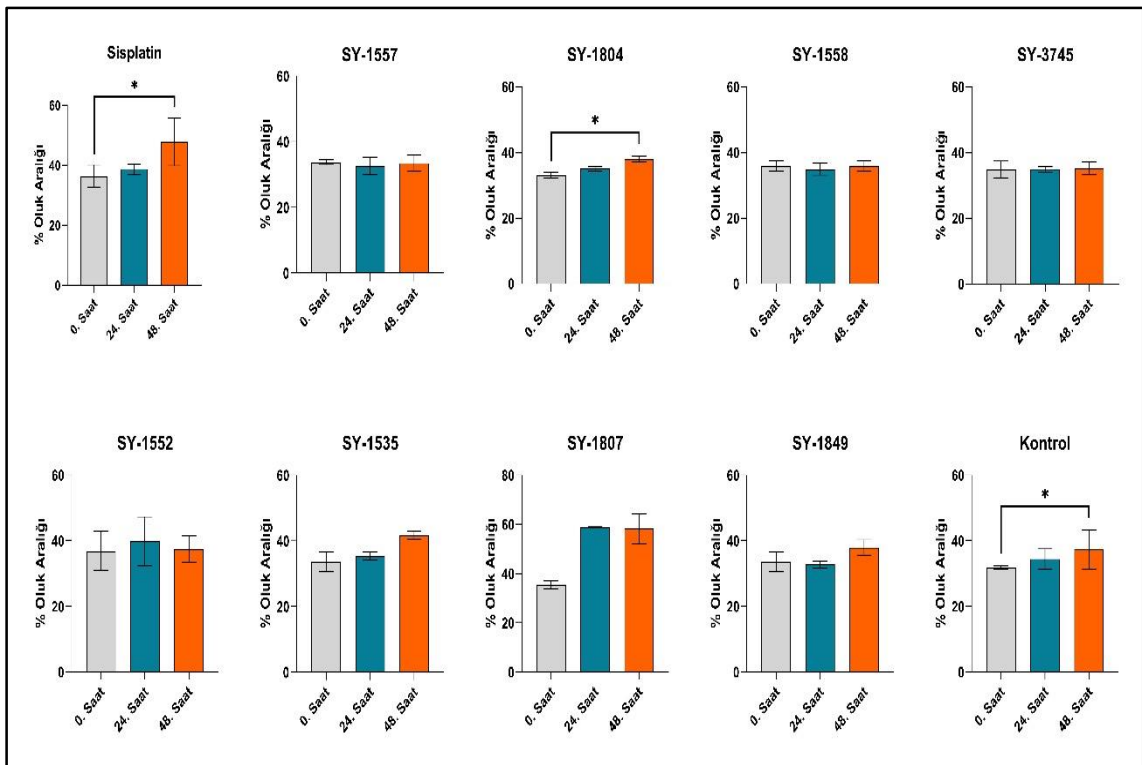 Sisplatin
*
% Oluk Aralığı
60
40
20
0
0. Saat
24. Saat
48. Saat
SY-1557
% Oluk Aralığı
60
40
20
0
0. Saat
24. Saat
48. Saat
SY-1804
*
% Oluk Aralığı
60
40
20
0
0. Saat
24. Saat
48. Saat
SY-1558
% Oluk Aralığı
60
40
20
0
0. Saat
24. Saat
48. Saat
SY-3745
% Oluk Aralığı
60
40
20
0
0. Saat
24. Saat
48. Saat
SY-1552
% Oluk Aralığı
60
40
20
0
0. Saat
24. Saat
48. Saat
SY-1535
% Oluk Aralığı
60
40
20
0
0. Saat
24. Saat
48. Saat
SY-1807
% Oluk Aralığı
80
60
40
20
0
0. Saat
24. Saat
48. Saat
SY-1849
% Oluk Aralığı
60
40
20
0
0. Saat
24. Saat
48. Saat
Kontrol
*
% Oluk Aralığı
60
40
20
0
0. Saat
24. Saat
48. Saat